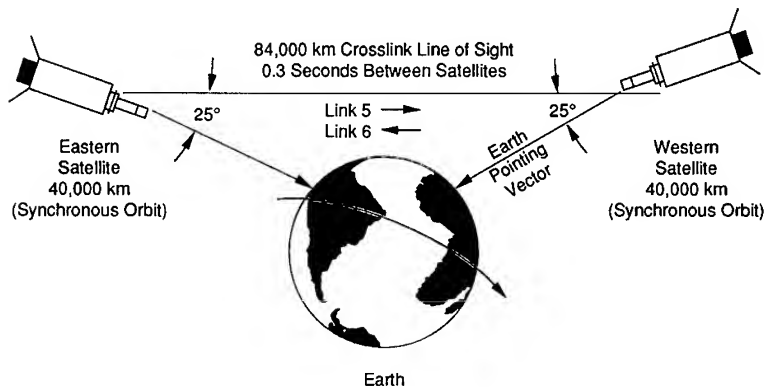 84,000 km Crosslink Line of Sight
0.3 Seconds Between Satellites
25°
Link 5
Link 6
25°
Eastern
Satellite
40,000 km
(Synchronous Orbit)
Earth
Pointing
Vector
Western
Satellite
40,000 km
(Synchronous Orbit)
Earth